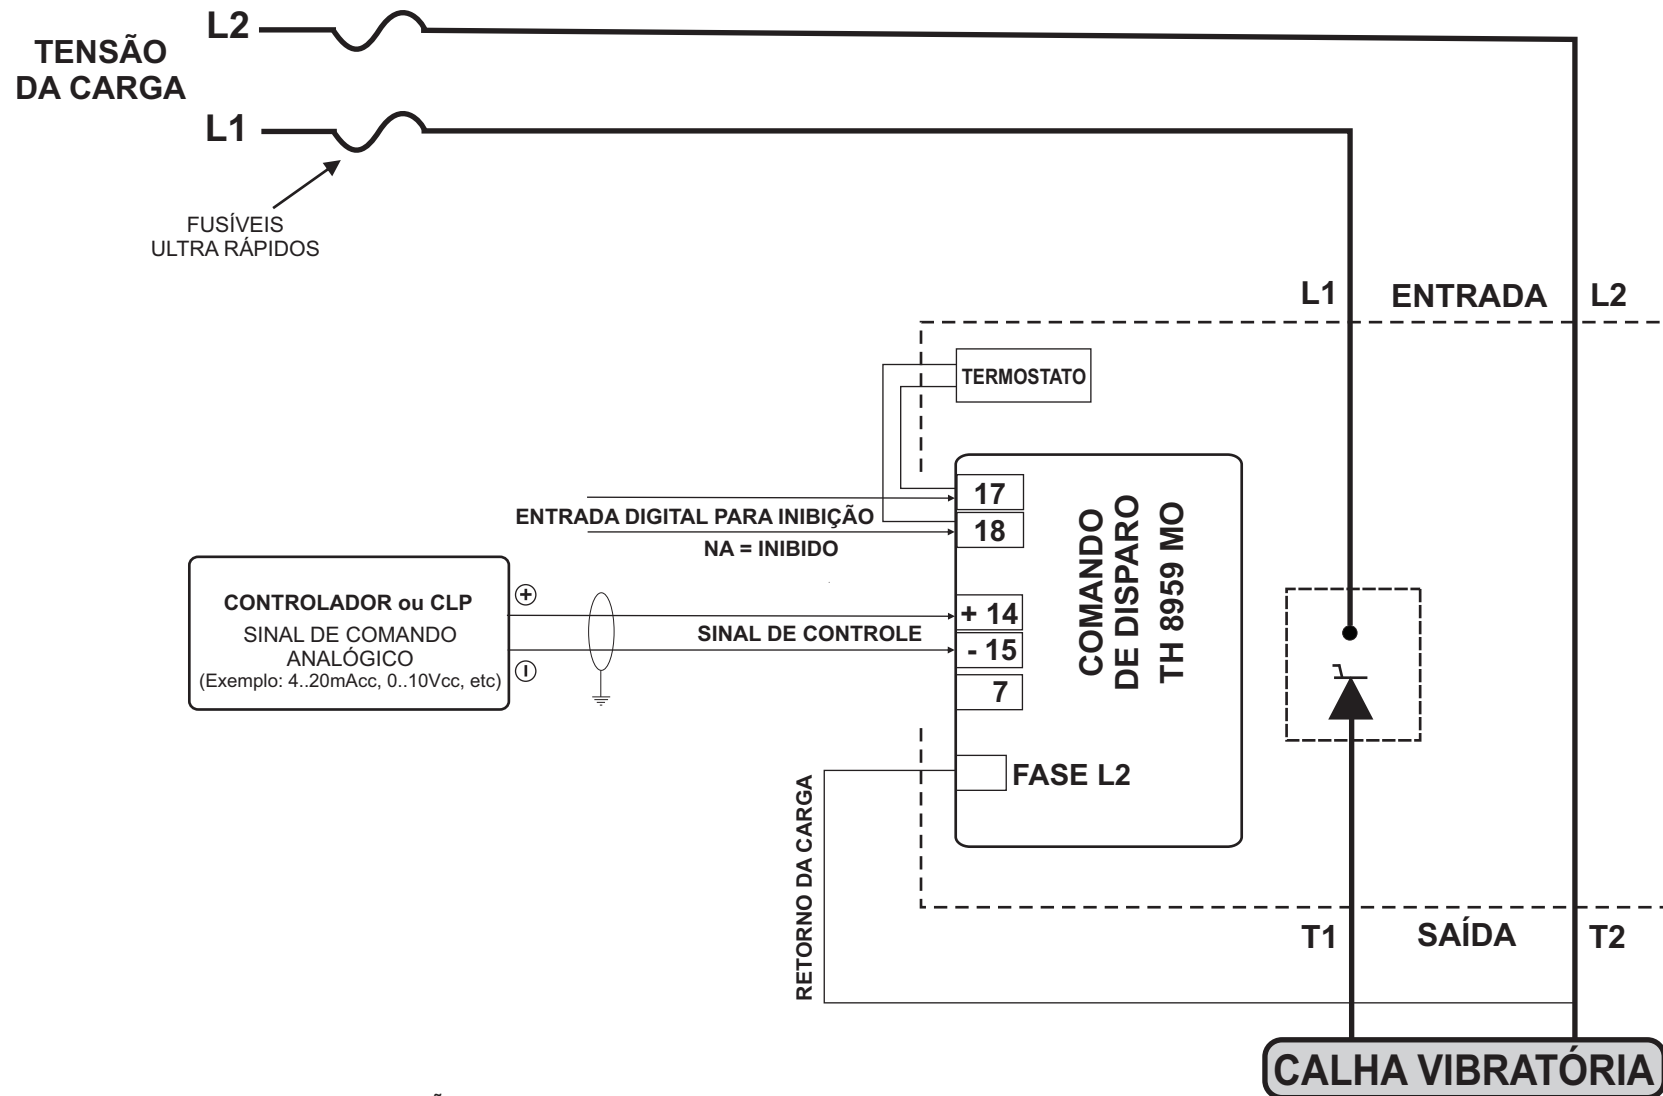 L2
TENSÃO
DA CARGA
L1
FUSÍVEIS
ULTRA RÁPIDOS
L1 ENTRADA L2
TERMOSTATO
17
ENTRADA DIGITAL PARA INIBIÇÃO
18
NA = INIBIDO
COMANDO
DE DISPARO
TH 8959 MO
CONTROLADOR ou CLP
SINAL DE COMANDO
ANALÓGICO
(Exemplo: 4..20mAcc, 0..10Vcc, etc)
+
-
SINAL DE CONTROLE
+ 14
- 15
7
FASE L2
RETORNO DA CARGA
T1 SAÍDA T2
CALHA VIBRATÓRIA